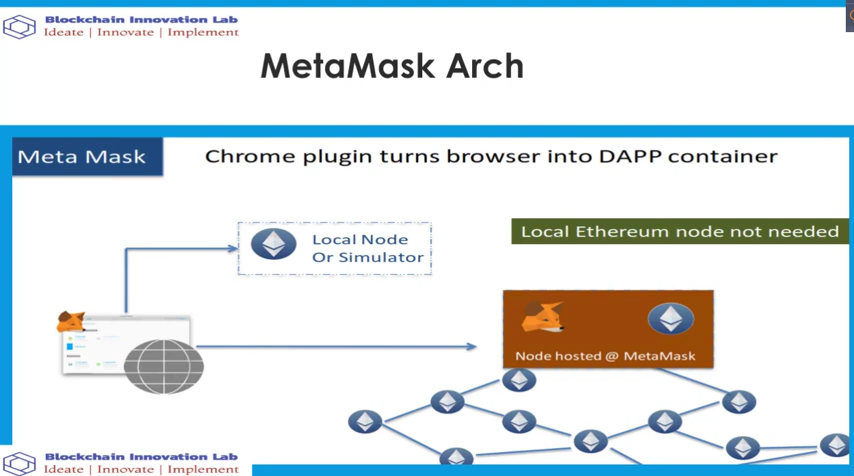 Blockchain Innovation Lab
Ideate | Innovate | Implement
MetaMask Arch
Meta Mask
Chrome plugin turns browser into DAPP container
Local Node
Or Simulator
Local Ethereum node not needed
Node hosted @ MetaMask
Blockchain Innovation Lab
Ideate | Innovate | Implement